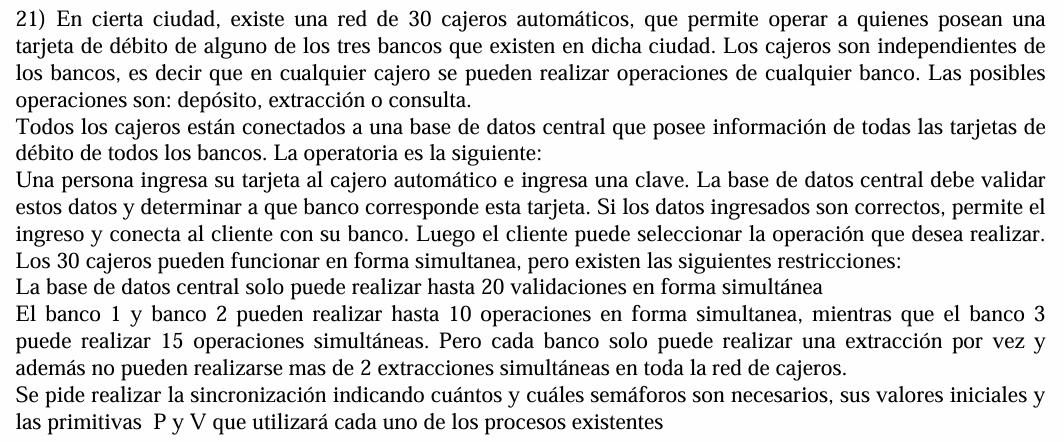 21) En cierta ciudad, existe una red de 30 cajeros automáticos, que permite operar a quienes posean una
tarjeta de débito de alguno de los tres bancos que existen en dicha ciudad. Los cajeros son independientes de
los bancos, es decir que en cualquier cajero se pueden realizar operaciones de cualquier banco. Las posibles
operaciones son: depósito, extracción o consulta.
Todos los cajeros están conectados a una base de datos central que posee información de todas las tarjetas de
débito de todos los bancos. La operatoria es la siguiente:
Una persona ingresa su tarjeta al cajero automático e ingresa una clave. La base de datos central debe validar
estos datos y determinar a que banco corresponde esta tarjeta. Si los datos ingresados son correctos, permite el
ingreso y conecta al cliente con su banco. Luego el cliente puede seleccionar la operación que desea realizar.
Los 30 cajeros pueden funcionar en forma simultanea, pero existen las siguientes restricciones:
La base de datos central solo puede realizar hasta 20 validaciones en forma simultánea
El banco 1 y banco 2 pueden realizar hasta 10 operaciones en forma simultanea, mientras que el banco 3
puede realizar 15 operaciones simultáneas. Pero cada banco solo puede realizar una extracción por vez y
además no pueden realizarse mas de 2 extracciones simultáneas en toda la red de cajeros.
Se pide realizar la sincronización indicando cuántos y cuáles semáforos son necesarios, sus valores iniciales y
las primitivas P y V que utilizará cada uno de los procesos existentes